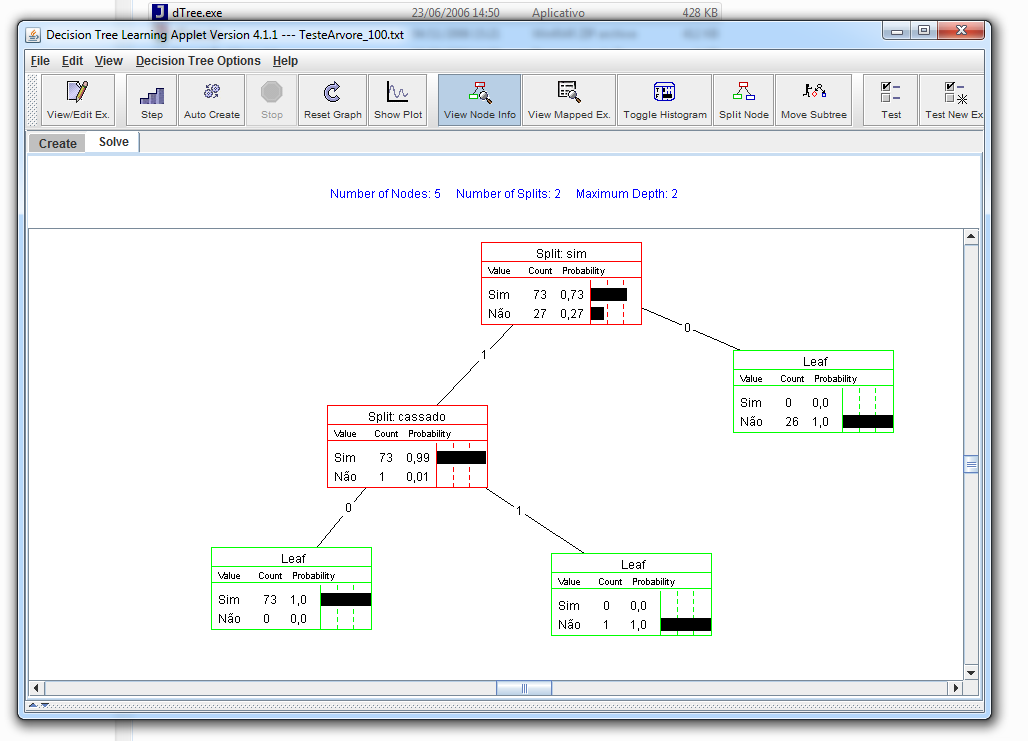 dTree.exe 23/06/2006 14:50 Aplicativo 428 KB
Decision Tree Learning Applet Version 4.1.1 --- TesteArvore_100.txt
File Edit View Decision Tree Options Help
View/Edit Ex. Step Auto Create Stop Reset Graph Show Plot View Node Info View Mapped Ex. Toggle Histogram Split Node Move Subtree Test Test New Ex
Create Solve
Number of Nodes: 5 Number of Splits: 2 Maximum Depth: 2
Split: sim
Value Count Probability
Sim 73 0,73
Não 27 0,27
0
1
Leaf
Value Count Probability
Sim 0 0,0
Não 26 1,0
Split: cassado
Value Count Probability
Sim 73 0,99
Não 1 0,01
0
1
Leaf
Value Count Probability
Sim 73 1,0
Não 0 0,0
Leaf
Value Count Probability
Sim 0 0,0
Não 1 1,0